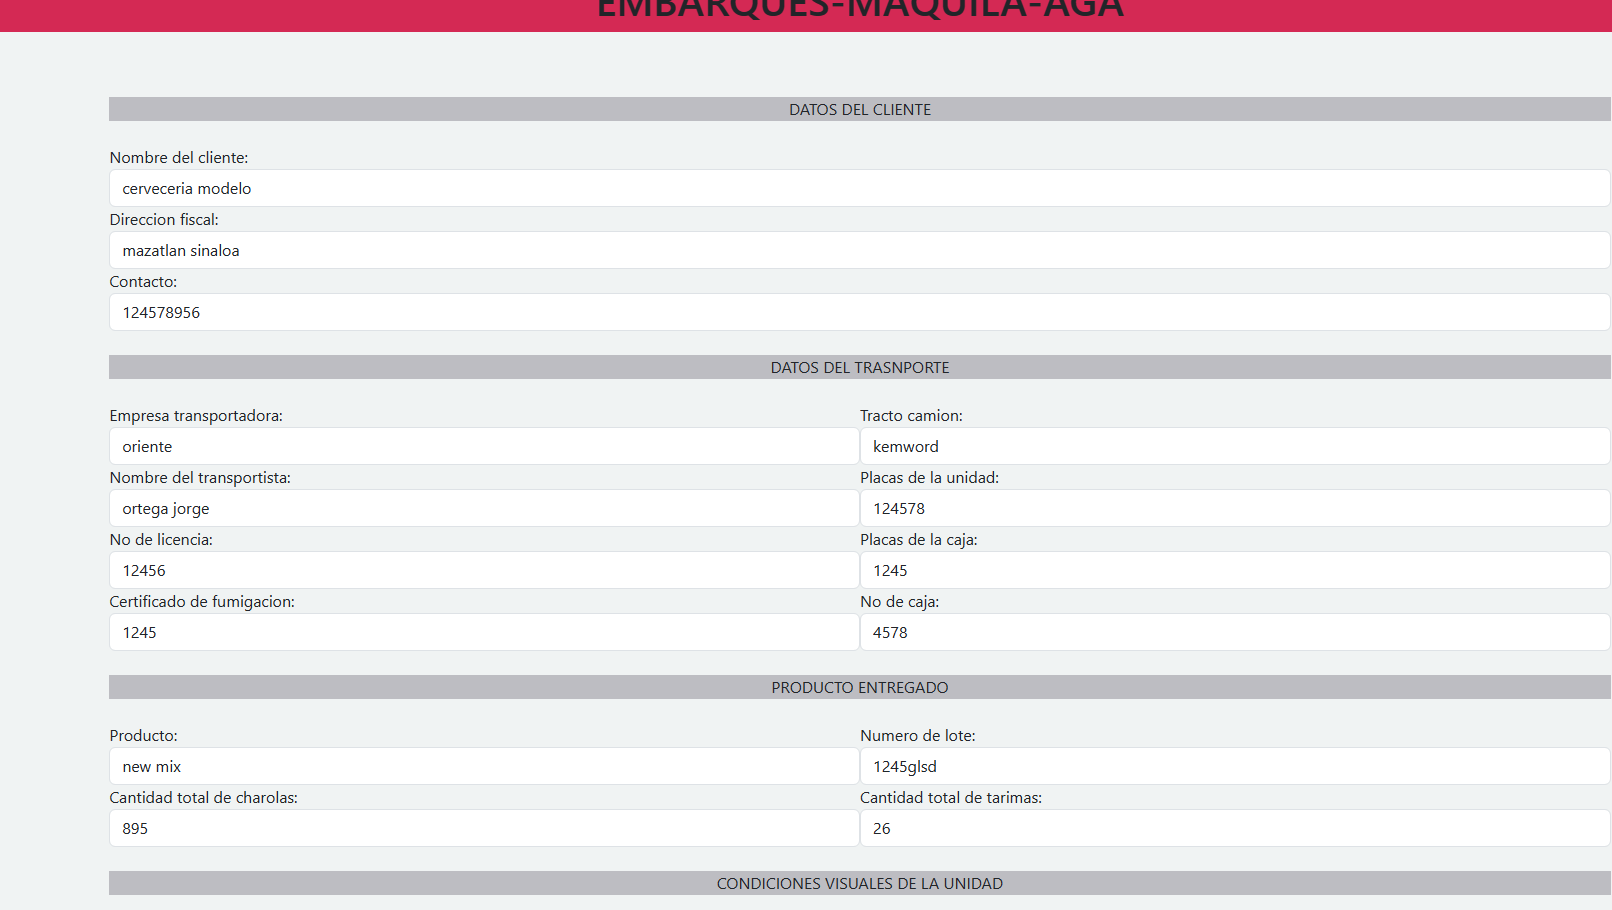 EMBARQUES-MAQUILA-AGA
DATOS DEL CLIENTE
Nombre del cliente:
cerveceria modelo
Direccion fiscal:
mazatlan sinaloa
Contacto:
124578956
DATOS DEL TRASNPORTE
Empresa transportadora:
oriente
Tracto camion:
kemword
Nombre del transportista:
ortega jorge
Placas de la unidad:
124578
No de licencia:
12456
Placas de la caja:
1245
Certificado de fumigacion:
1245
No de caja:
4578
PRODUCTO ENTREGADO
Producto:
new mix
Numero de lote:
1245glsd
Cantidad total de charolas:
895
Cantidad total de tarimas:
26
CONDICIONES VISUALES DE LA UNIDAD